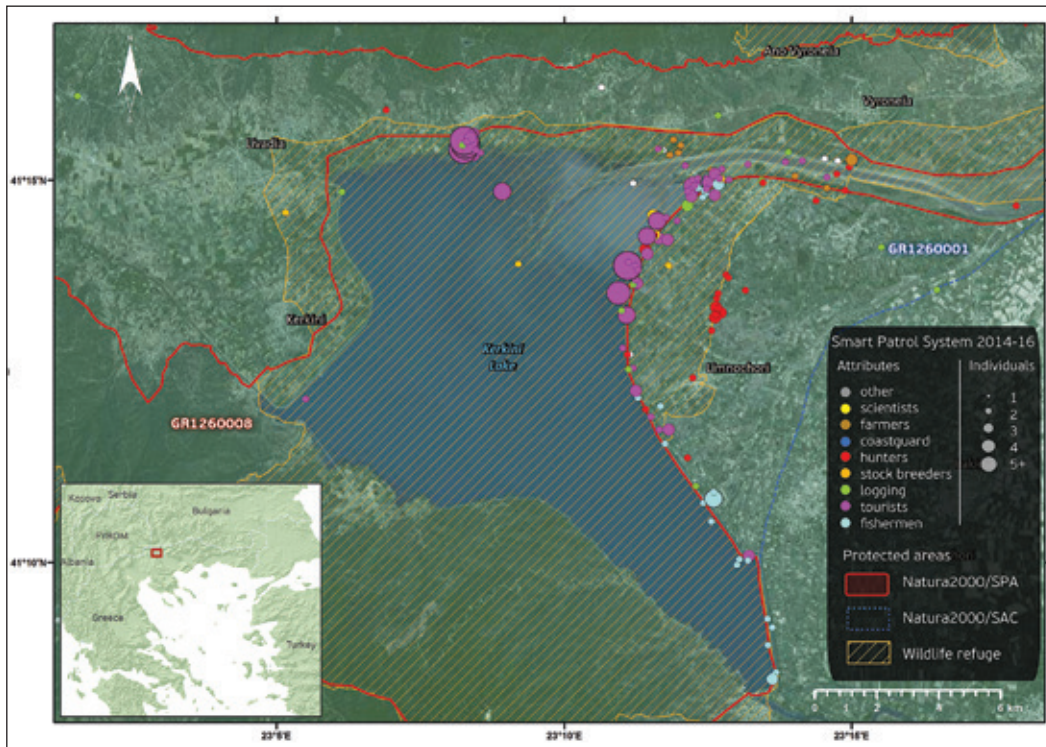 Ano Vyroneia
Vyroneia
Livadia
41°15'N
GR1260001
Kerkini
Kerkini
Lake
Limnochori
GR1260008
41°10'N
23°5'E
23°10'E
23°15'E
Smart Patrol System 2014-16
Attributes
Individuals
other
scientists
farmers
coastguard
hunters
stock breeders
logging
tourists
fishermen
1
2
3
4
5+
Protected areas
Natura2000/SPA
Natura2000/SAC
Wildlife refuge
0 1 2 4 6 km
Kosovo
Serbia
Bulgaria
FYROM
Albania
Greece
Turkey